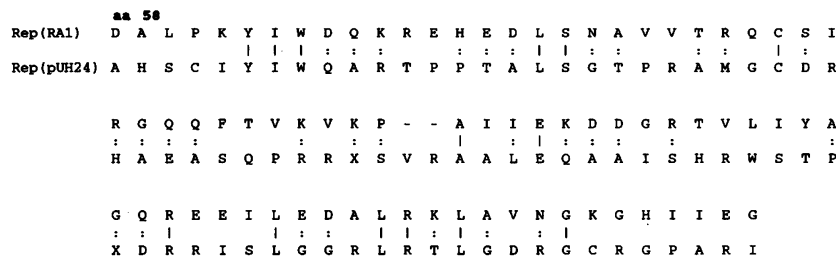 aa 58
Rep(RA1) D A L P K Y I W D Q K R E H E D L S N A V V T R Q C S I
| | | : : : : | | : : : : | :
Rep(pUH24) A H S C I Y I W Q A R T P P T A L S G T P R A M G C D R
R G Q Q F T V K V K P - - A I I E K D D G R T V L I Y A
: : : : : : : | : | : : : : :
H A E A S Q P R R X S V R A A L E Q A A I S H R W S T P
G Q R E E I L E D A L R K L A V N G K G H I I E G
: : | | : : | | : | : |
X D R R I S L G G R L R T L G D R G C R G P A R I